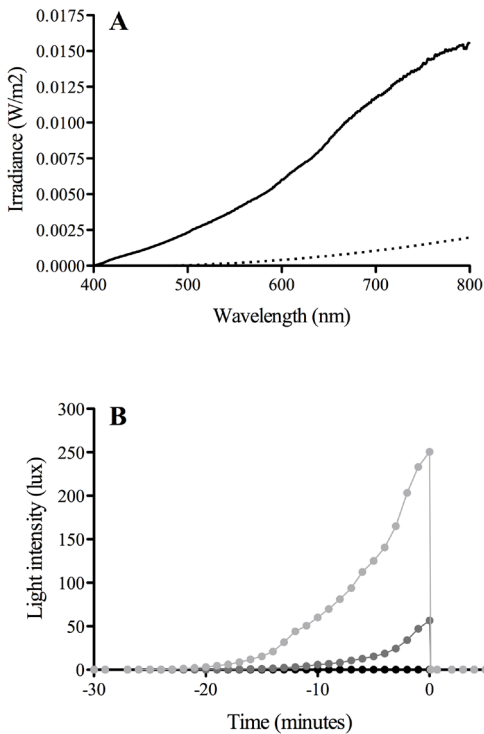 A
Irradiance (W/m2)
0.0175
0.0150
0.0125
0.0100
0.0075
0.0050
0.0025
0.0000
400 500 600 700 800
Wavelength (nm)
B
Light intensity (lux)
300
250
200
150
100
50
0
-30 -20 -10 0
Time (minutes)